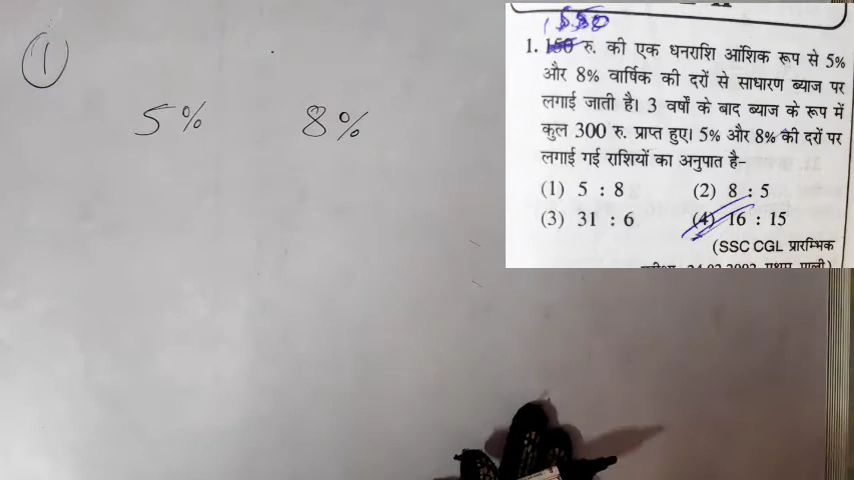 ①
5% 8%
1550
1. 150 रु. की एक धनराशि आंशिक रूप से 5%
और 8% वार्षिक की दरों से साधारण ब्याज पर
लगाई जाती है। 3 वर्षों के बाद ब्याज के रूप में
कुल 300 रु. प्राप्त हुए। 5% और 8% की दरों पर
लगाई गई राशियों का अनुपात है–
(1) 5 : 8 (2) 8 : 5
(3) 31 : 6 (4) 16 : 15
(SSC CGL प्रारम्भिक